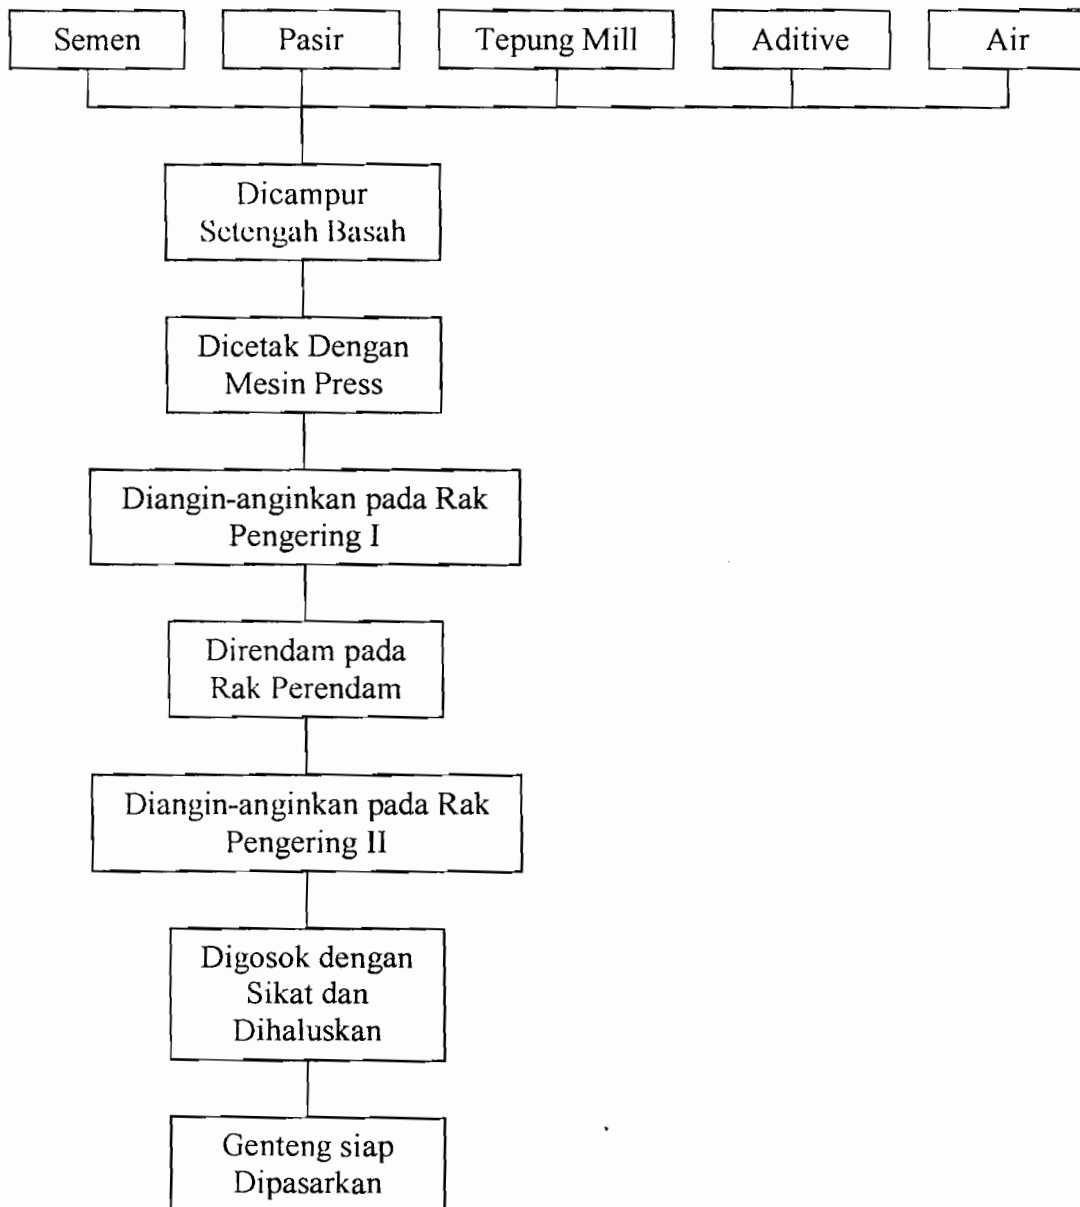 Semen
Pasir
Tepung Mill
Aditive
Air
Dicampur
Setengah Basah
Dicetak Dengan
Mesin Press
Diangin-anginkan pada Rak
Pengering I
Direndam pada
Rak Perendam
Diangin-anginkan pada Rak
Pengering II
Digosok dengan
Sikat dan
Dihaluskan
Genteng siap
Dipasarkan